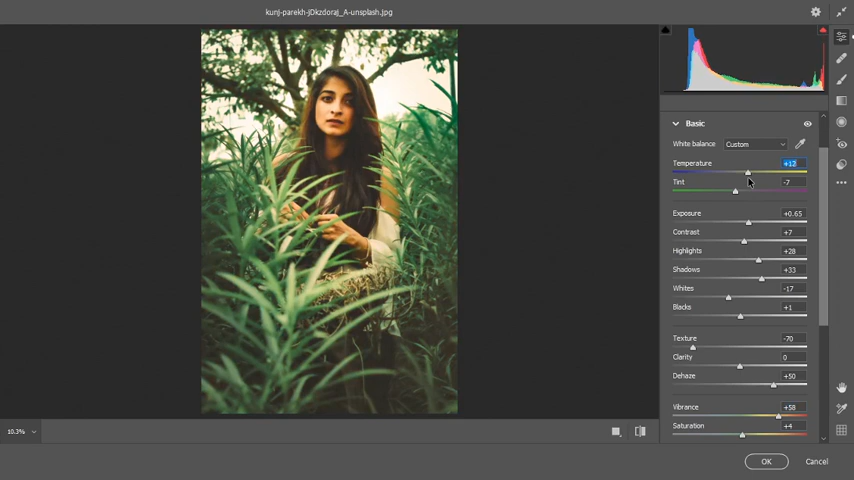 kunj-parekh-jDkzdoraj_A-unsplash.jpg
Basic
White balance Custom
Temperature +12
Tint -7
Exposure +0.65
Contrast +7
Highlights +28
Shadows +33
Whites -17
Blacks +1
Texture -70
Clarity 0
Dehaze +50
Vibrance +58
Saturation +4
10.3%
OK Cancel